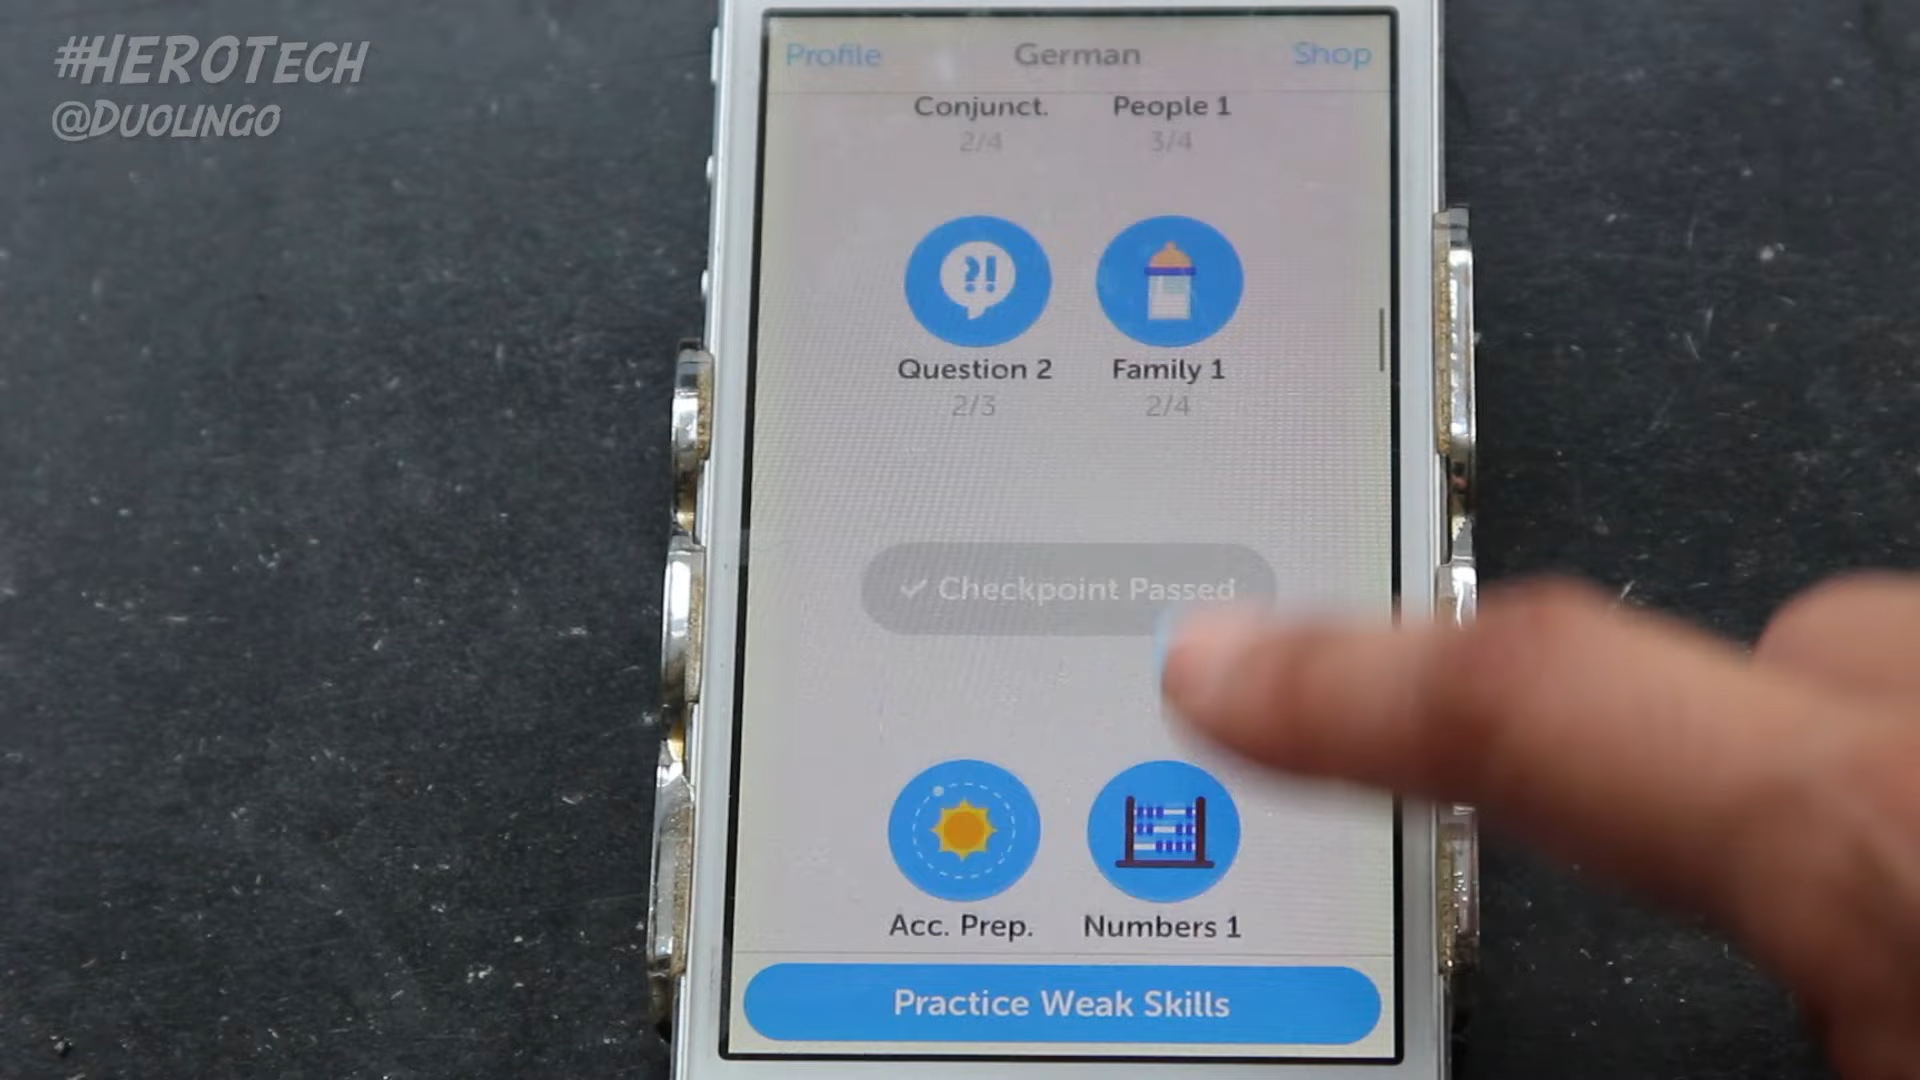 #HEROTECH
@DUOLINGO
Profile German Shop
Conjunct. People 1
2/4 3/4
?!
Question 2 Family 1
2/3 2/4
✓ Checkpoint Passed
Acc. Prep. Numbers 1
Practice Weak Skills